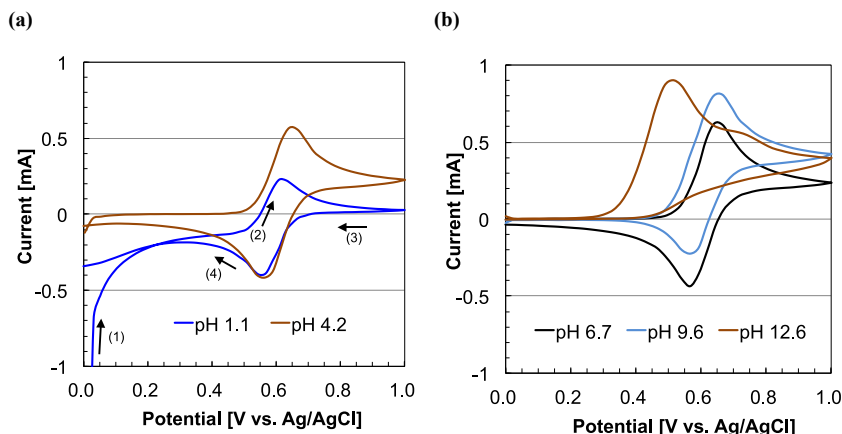 (a)
1
0.5
0
-0.5
-1
Current [mA]
(1)
(2)
(3)
(4)
pH 1.1 pH 4.2
0.0 0.2 0.4 0.6 0.8 1.0
Potential [V vs. Ag/AgCl]
(b)
1
0.5
0
-0.5
-1
Current [mA]
pH 6.7 pH 9.6 pH 12.6
0.0 0.2 0.4 0.6 0.8 1.0
Potential [V vs. Ag/AgCl]